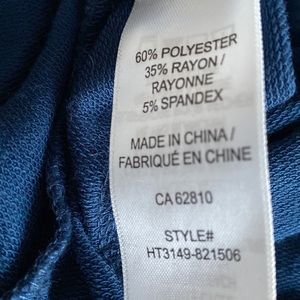 60% POLYESTER
35% RAYON /
RAYONNE
5% SPANDEX
MADE IN CHINA /
FABRIQUÉ EN CHINE
CA 62810
STYLE#
HT3149-821506